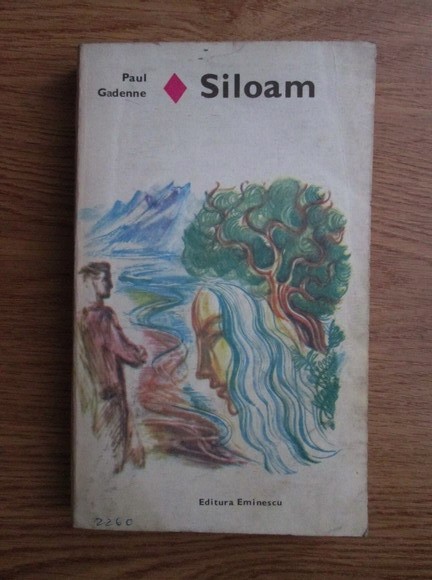 Paul
Gadenne
Siloam
Editura Eminescu
2260